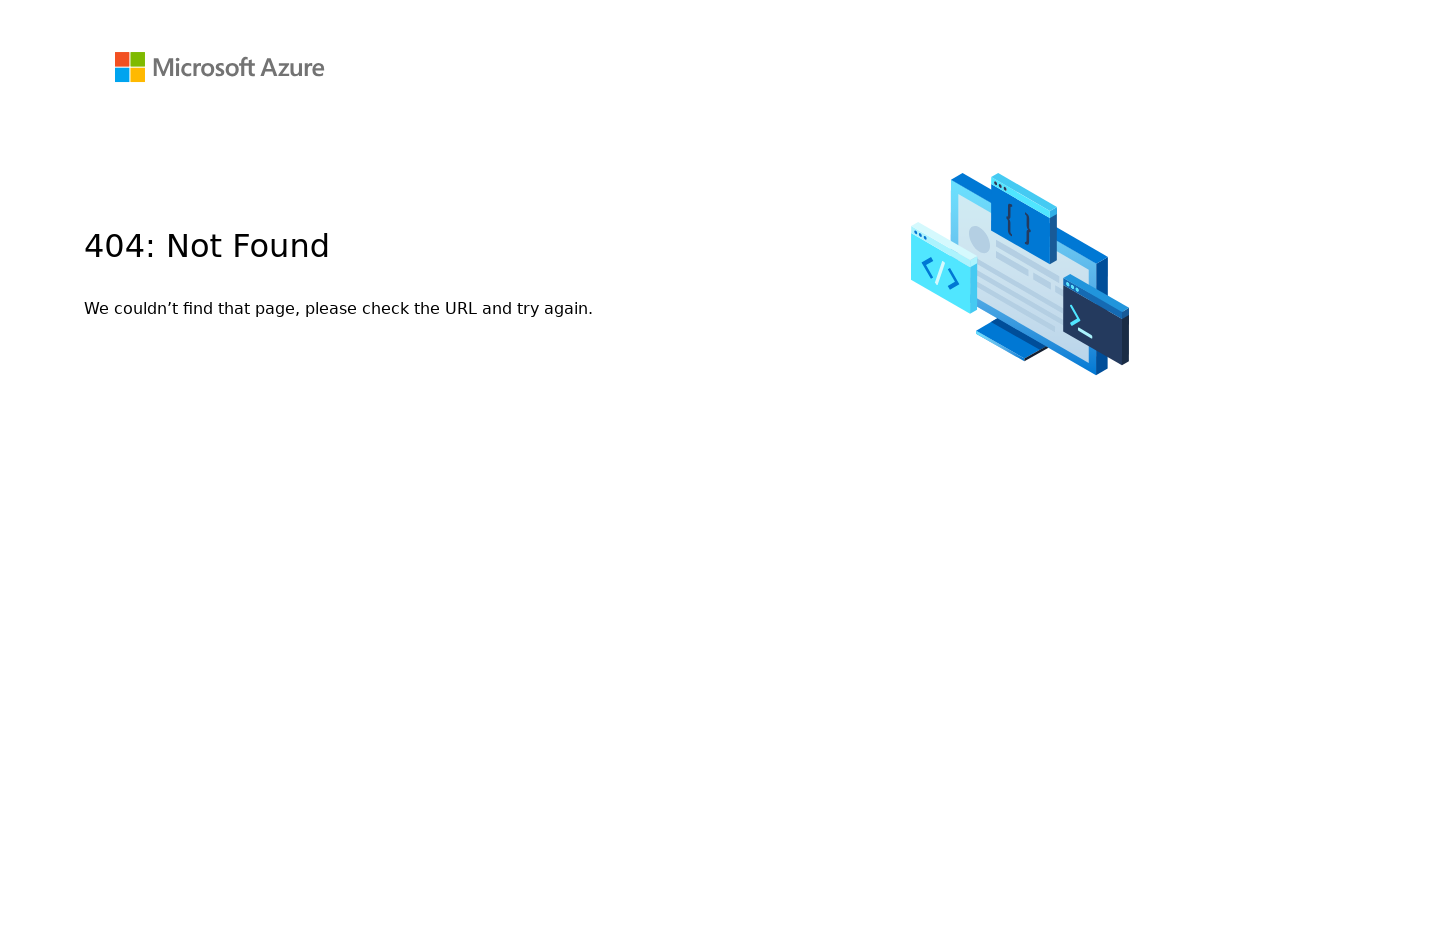 Microsoft Azure
404: Not Found
We couldn’t find that page, please check the URL and try again.
{ }
</>
>_